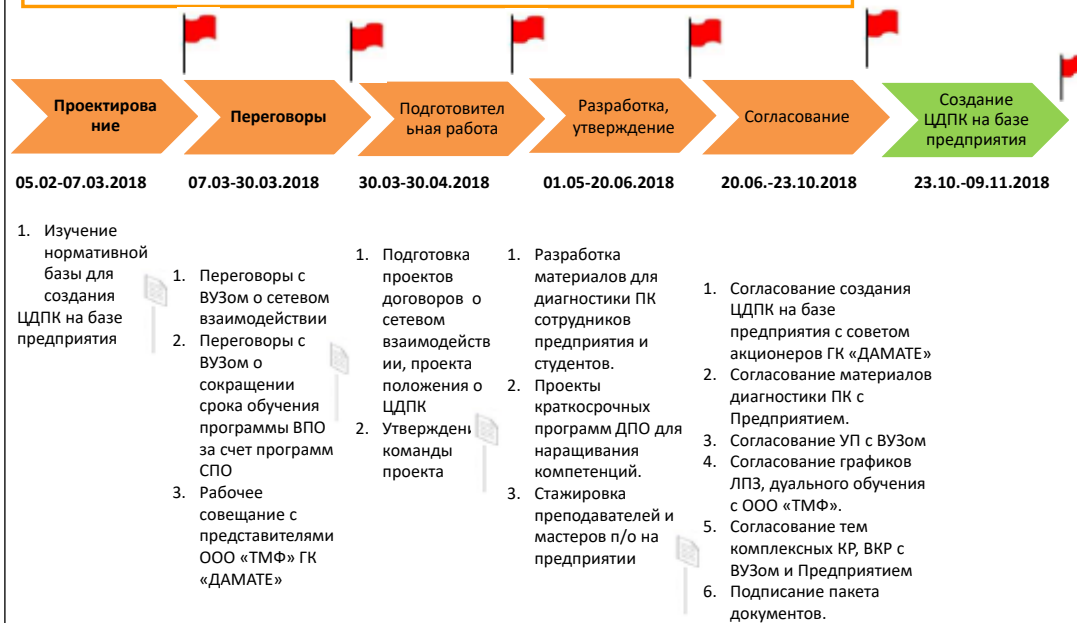 Проектирова
ние
Переговоры
Подготовител
ьная работа
Разработка,
утверждение
Согласование
Создание
ЦДПК на базе
предприятия
05.02-07.03.2018
07.03-30.03.2018
30.03-30.04.2018
01.05-20.06.2018
20.06.-23.10.2018
23.10.-09.11.2018
1. Изучение
нормативной
базы для
создания
ЦДПК на базе
предприятия
1. Переговоры с
ВУЗом о сетевом
взаимодействии
2. Переговоры с
ВУЗом о
сокращении
срока обучения
программы ВПО
за счет программ
СПО
3. Рабочее
совещание с
представителями
ООО «ТМФ» ГК
«ДАМАТЕ»
1. Подготовка
проектов
договоров о
сетевом
взаимодейств
ии, проекта
положения о
ЦДПК
2. Утверждени
команды
проекта
1. Разработка
материалов для
диагностики ПК
сотрудников
предприятия и
студентов.
2. Проекты
краткосрочных
программ ДПО для
наращивания
компетенций.
3. Стажировка
преподавателей и
мастеров п/о на
предприятии
1. Согласование создания
ЦДПК на базе
предприятия с советом
акционеров ГК «ДАМАТЕ»
2. Согласование материалов
диагностики ПК с
Предприятием.
3. Согласование УП с ВУЗом
4. Согласование графиков
ЛПЗ, дуального обучения
с ООО «ТМФ».
5. Согласование тем
комплексных КР, ВКР с
ВУЗом и Предприятием
6. Подписание пакета
документов.